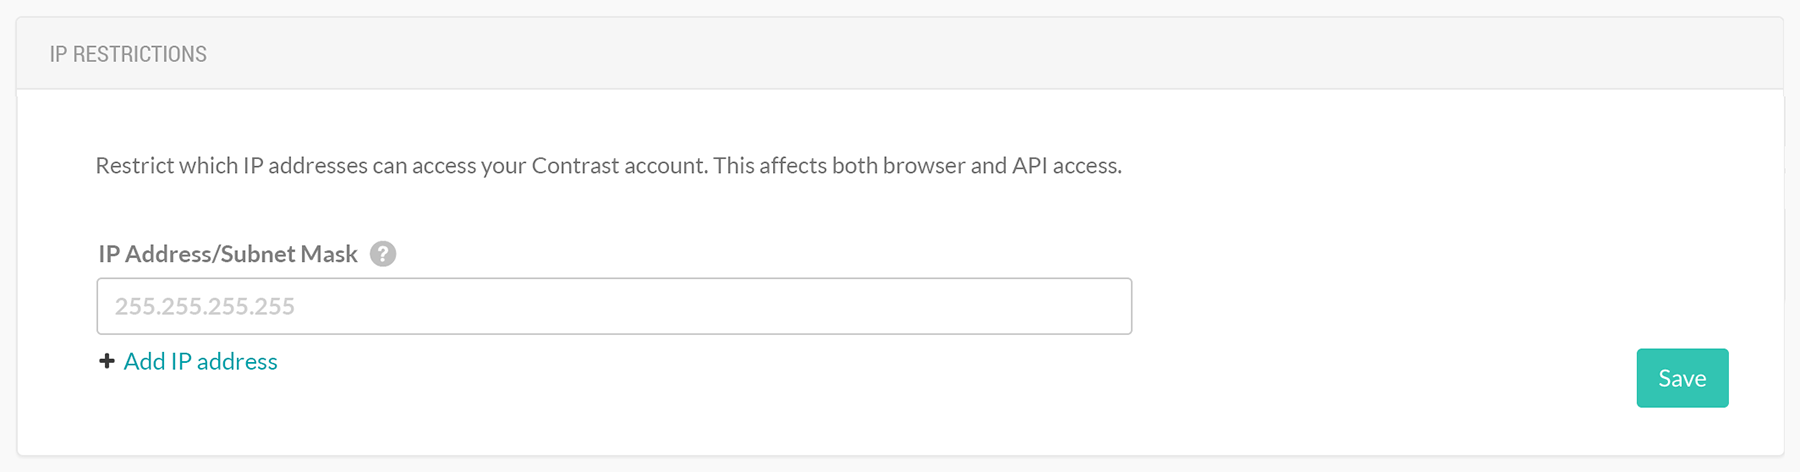 IP RESTRICTIONS
Restrict which IP addresses can access your Contrast account. This affects both browser and API access.
IP Address/Subnet Mask ?
255.255.255.255
+ Add IP address
Save